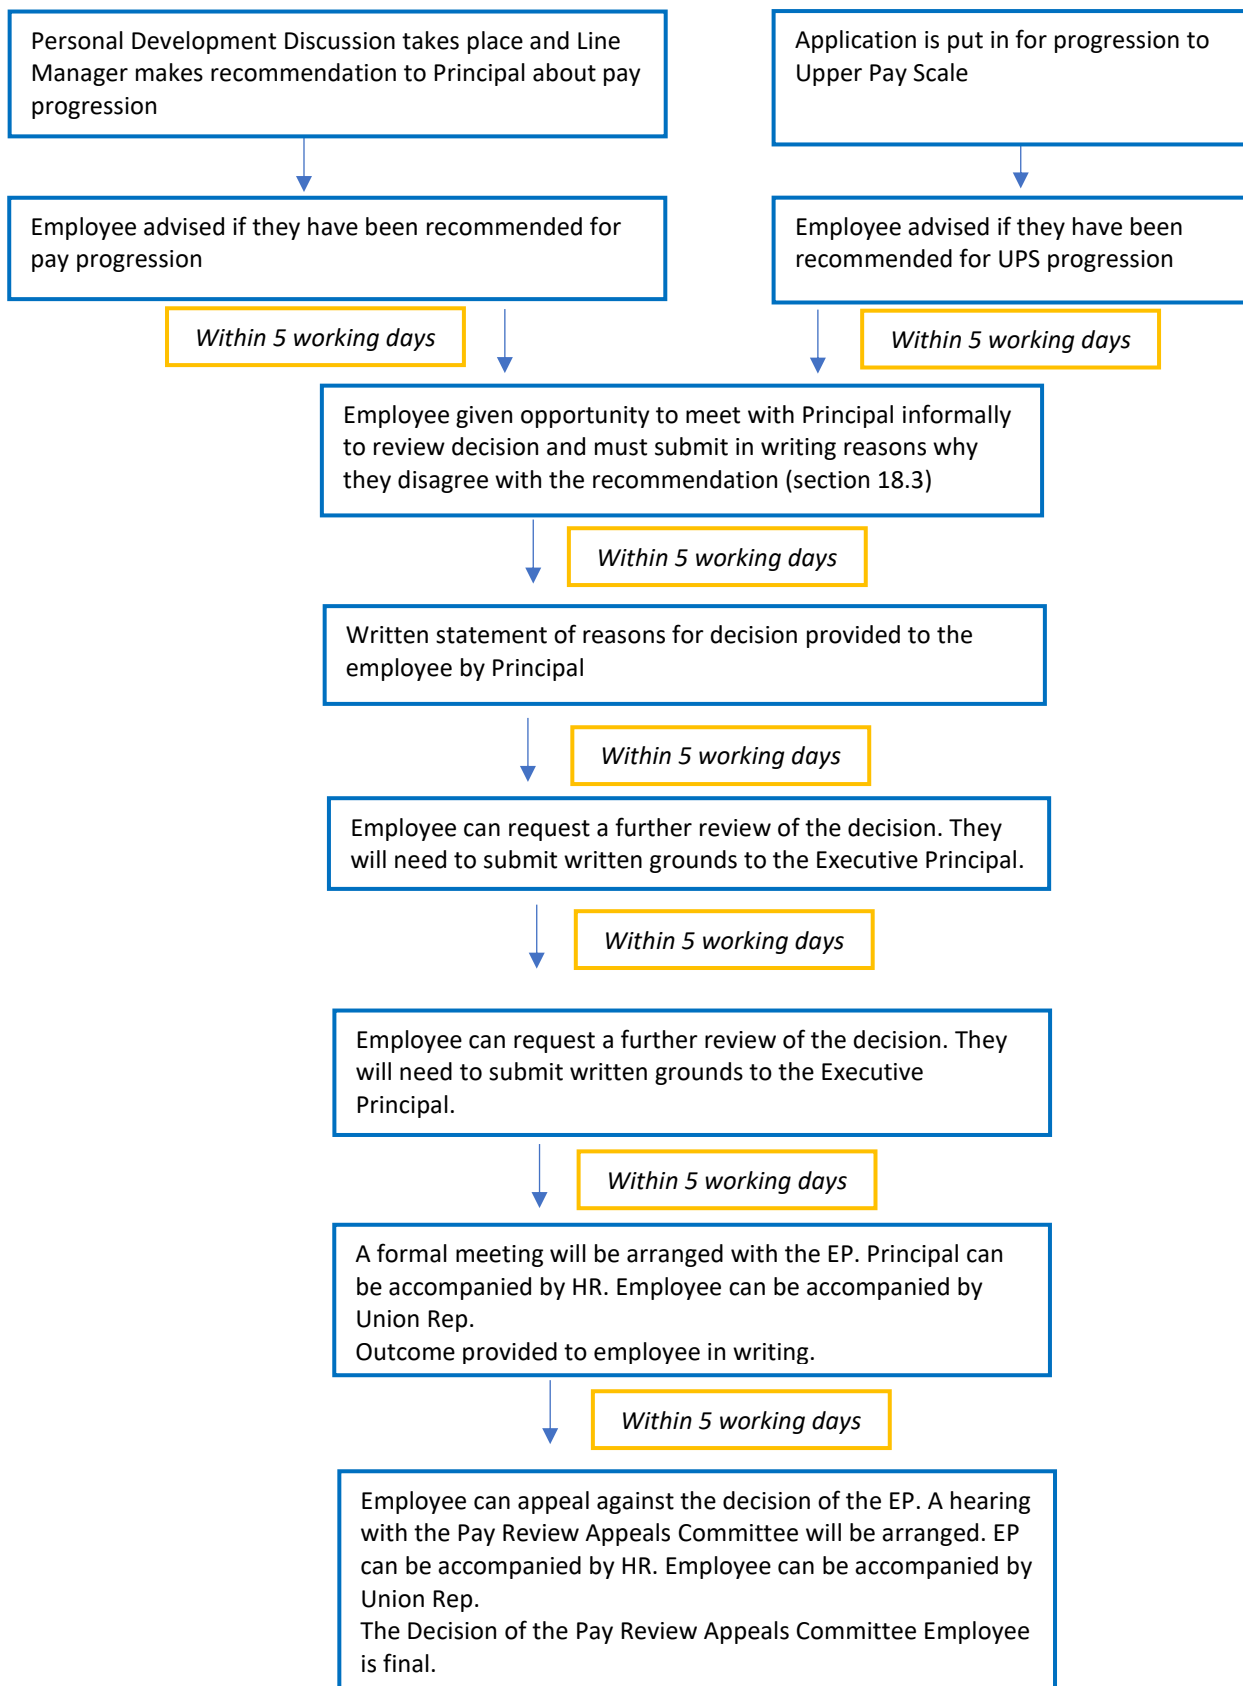 Personal Development Discussion takes place and Line
Manager makes recommendation to Principal about pay
progression
Application is put in for progression to
Upper Pay Scale
Employee advised if they have been recommended for
pay progression
Employee advised if they have been
recommended for UPS progression
Within 5 working days
Within 5 working days
Employee given opportunity to meet with Principal informally
to review decision and must submit in writing reasons why
they disagree with the recommendation (section 18.3)
Within 5 working days
Written statement of reasons for decision provided to the
employee by Principal
Within 5 working days
Employee can request a further review of the decision. They
will need to submit written grounds to the Executive Principal.
Within 5 working days
Employee can request a further review of the decision. They
will need to submit written grounds to the Executive
Principal.
Within 5 working days
A formal meeting will be arranged with the EP. Principal can
be accompanied by HR. Employee can be accompanied by
Union Rep.
Outcome provided to employee in writing.
Within 5 working days
Employee can appeal against the decision of the EP. A hearing
with the Pay Review Appeals Committee will be arranged. EP
can be accompanied by HR. Employee can be accompanied by
Union Rep.
The Decision of the Pay Review Appeals Committee Employee
is final.